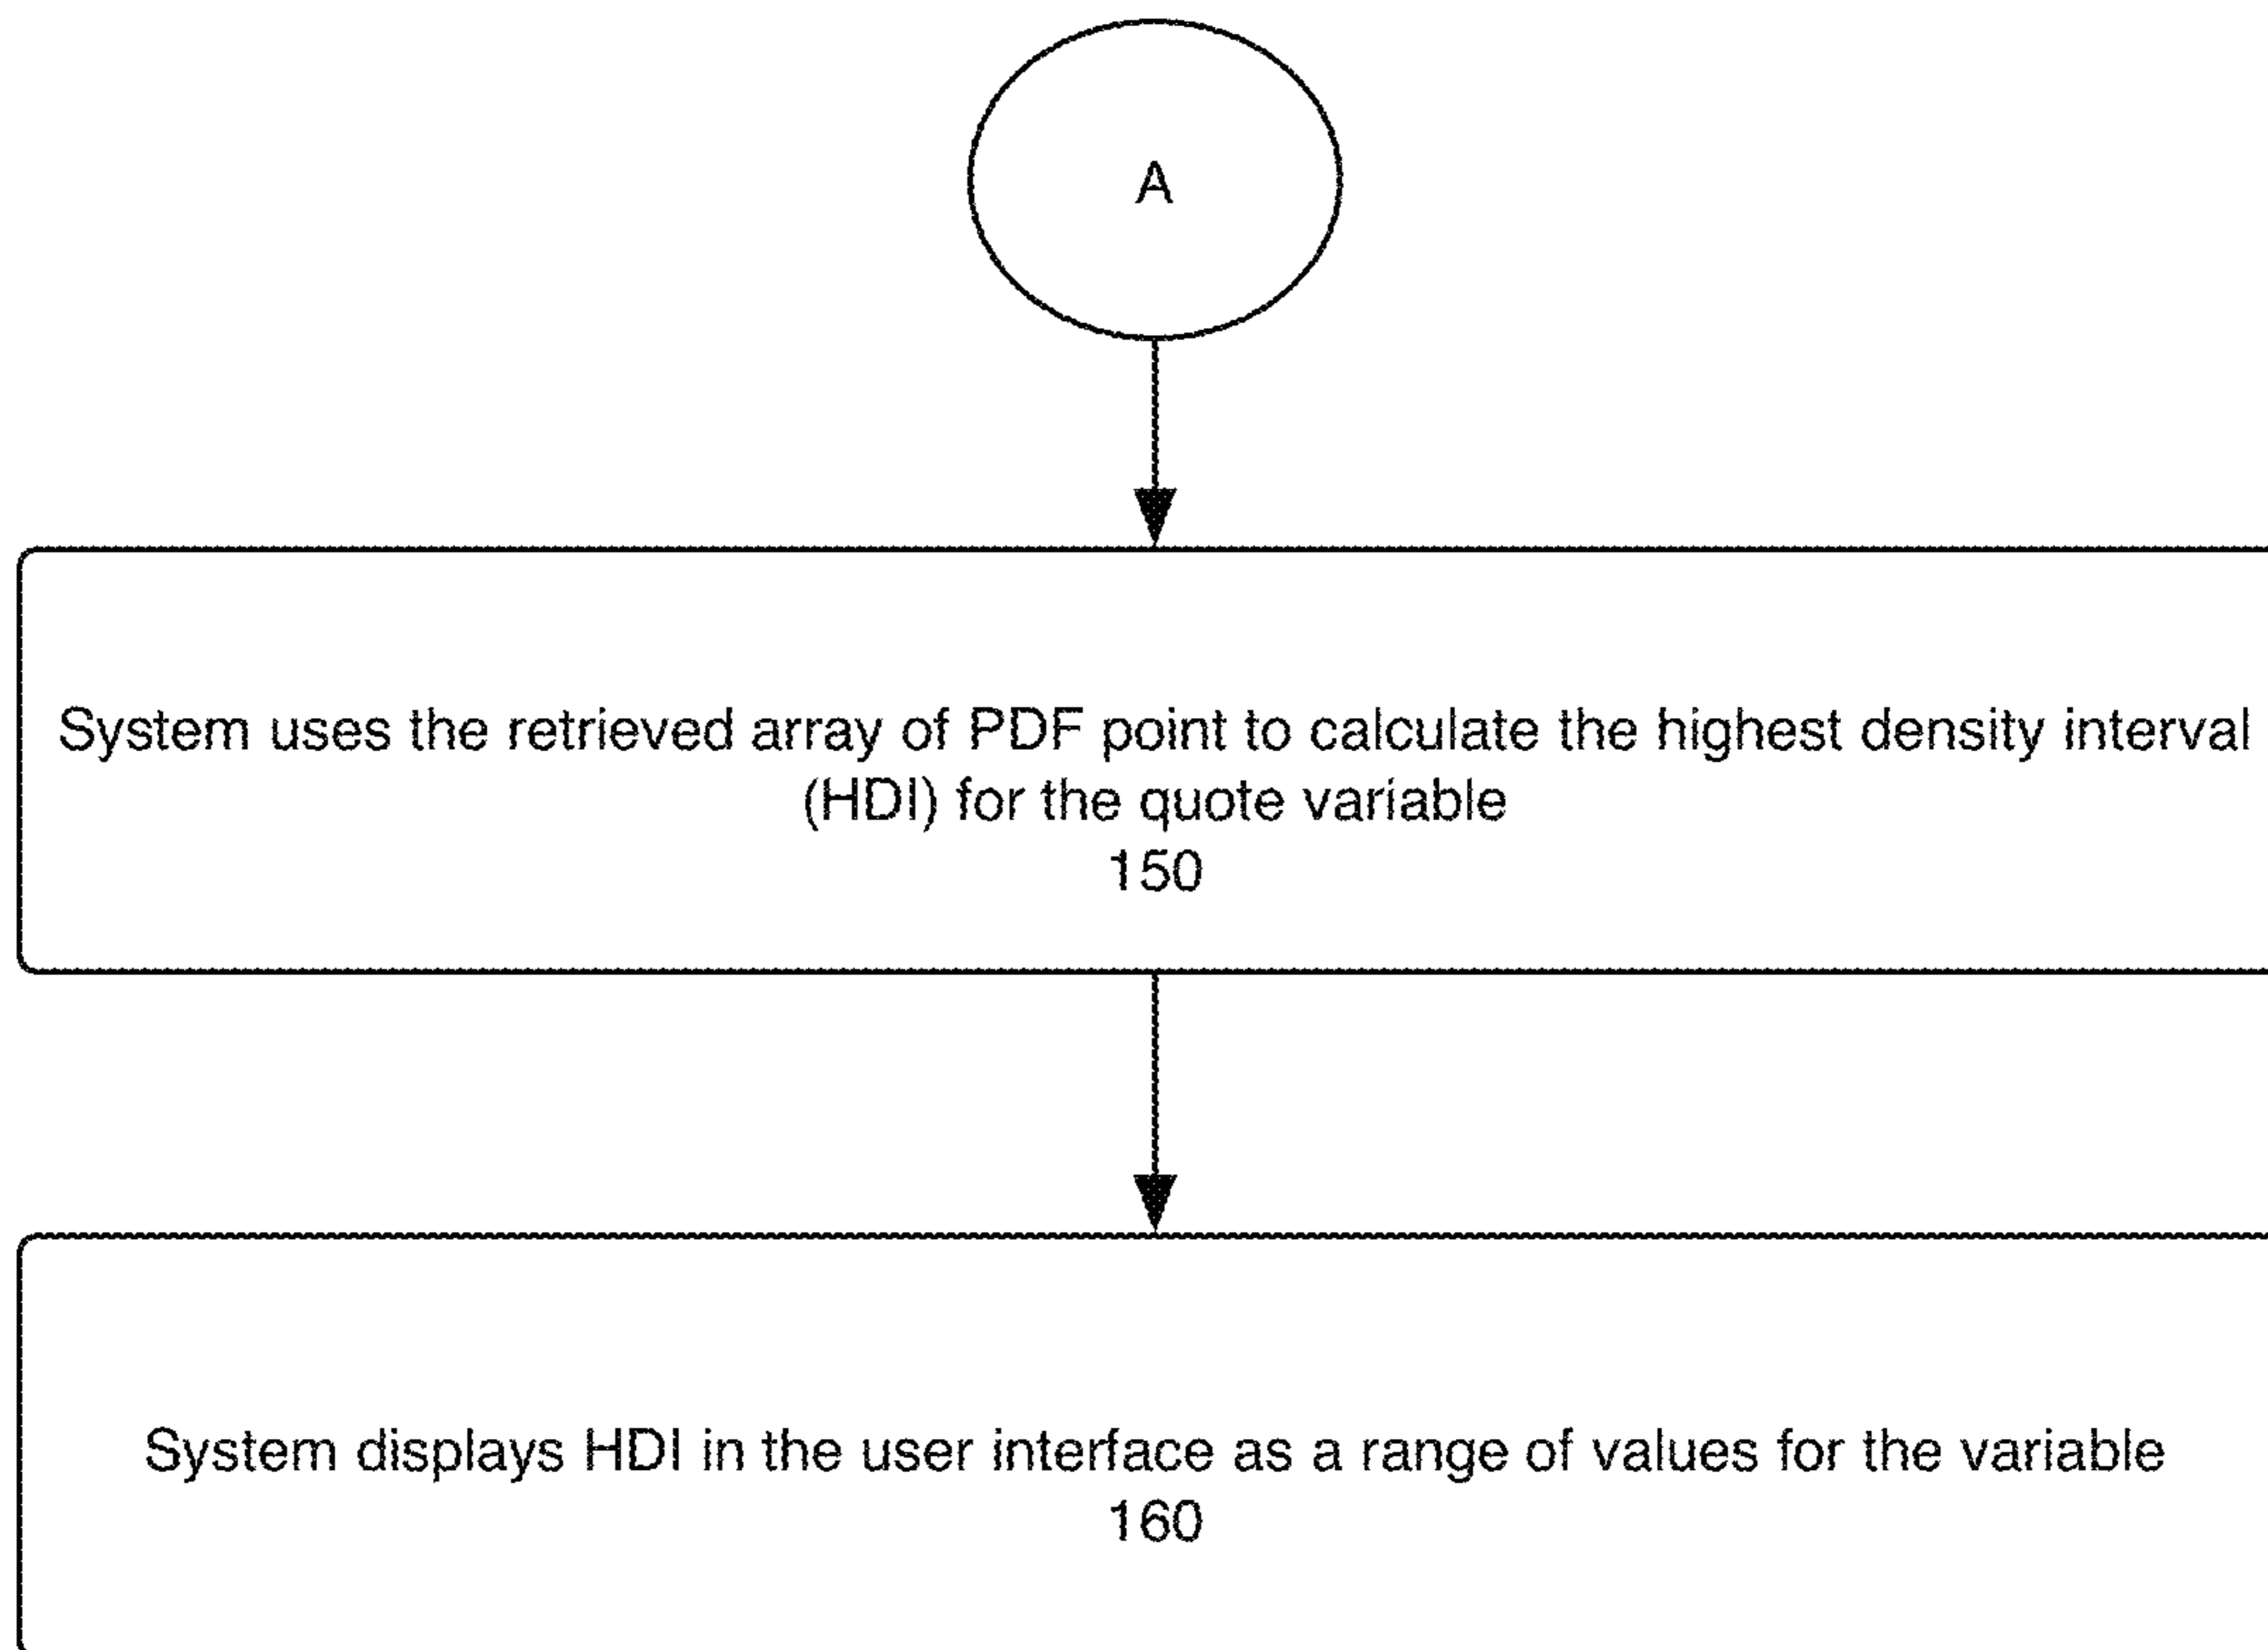 A
System uses the retrieved array of PDF point to calculate the highest density interval
(HDI) for the quote variable
150
System displays HDI in the user interface as a range of values for the variable
160